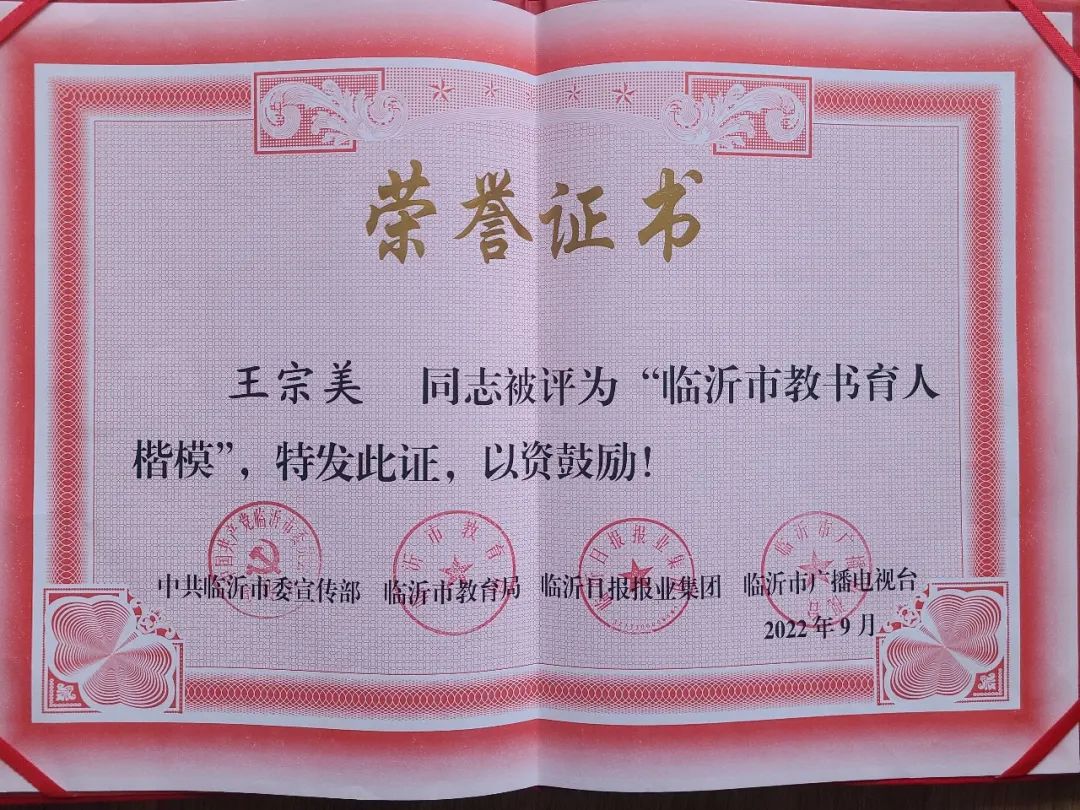 荣誉证书
王宗美 同志被评为“临沂市教书育人
楷模”，特发此证，以资鼓励！
中共临沂市委宣传部 临沂市教育局 临沂日报报业集团 临沂市广播电视台
2022年9月